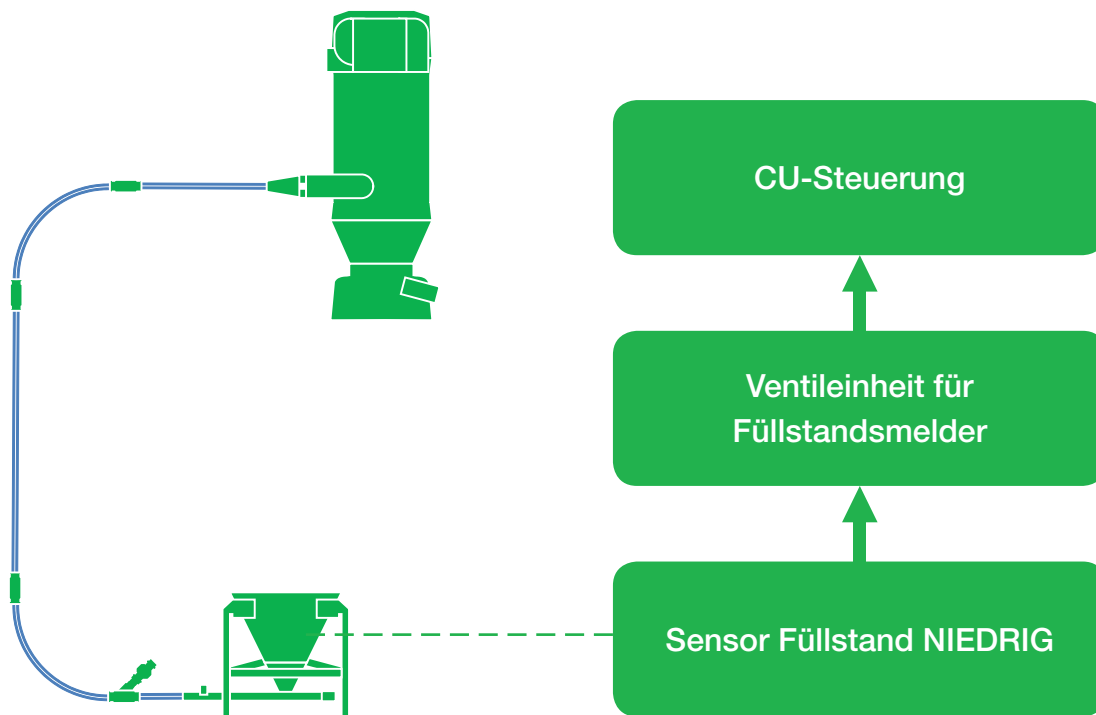 CU-Steuerung
Ventileinheit für
Füllstandsmelder
Sensor Füllstand NIEDRIG